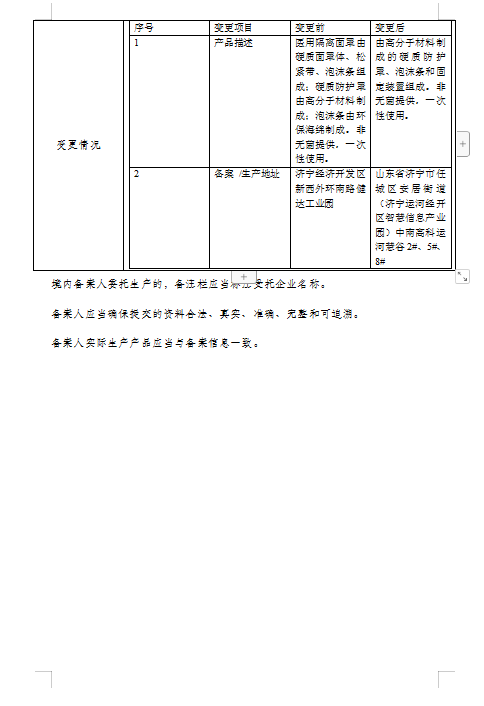 序号 变更项目 变更前 变更后
1 产品描述 医用隔离面罩由 由高分子材料制
硬质面罩体、松 成的硬质防护
紧带、泡沫条组 罩、泡沫条和固
成；硬质防护罩 定装置组成。非
由高分子材料制 无菌提供，一次
成；泡沫条由环 性使用。
保海绵制成。非
无菌提供，一次
性使用。
变更情况
2 备案 /生产地址 济宁经济开发区 山东省济宁市任
新西外环南路健 城区安居街道
达工业园 （济宁运河经开
区智慧信息产业
园）中南高科运
河慧谷2#、5#、
8#
境内备案人委托生产的，备注栏应当标注受托企业名称。
备案人应当确保提交的资料合法、真实、准确、完整和可追溯。
备案人实际生产产品应当与备案信息一致。